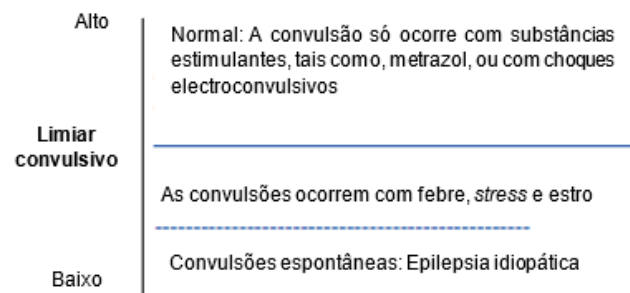 Alto
Normal: A convulsão só ocorre com substâncias
estimulantes, tais como, metrazol, ou com choques
electroconvulsivos
Limiar
convulsivo
As convulsões ocorrem com febre, stress e estro
Convulsões espontâneas: Epilepsia idiopática
Baixo